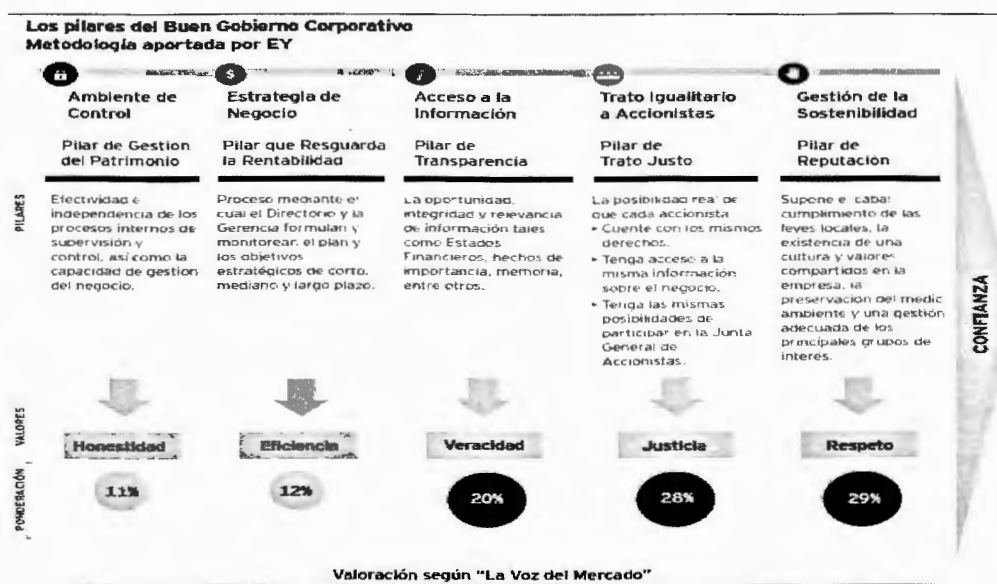 Los pilares del Buen Gobierno Corporativo
Metodología aportada por EY
$
Ambiente de
Control
Pilar de Gestion
del Patrimonio
Efectividad e
independencia de los
procesos internos de
supervisión y
control, así como la
capacidad de gestion
del negocio.
Estrategia de
Negocio
Pilar que Resguarda
la Rentabilidad
Proceso mediante el
cual el Directorio y la
Gerencia formulan y
monitorean el plan y
los objetivos
estratégicos de corto,
mediano y largo plazo.
Acceso a la
Información
Pilar de
Transparencia
La oportunidad,
integridad y relevancia
de información tales
como Estados
Financieros, hechos de
importancia, memoria,
entre otros.
Trato Igualitario
a Accionistas
Pilar de
Trato Justo
La posibilidad real de
que cada accionista
• Cuente con los mismos
derechos.
• Tenga acceso a la
misma información
sobre el negocio.
• Tenga las mismas
posibilidades de
participar en la Junta
General de
Accionistas.
Gestión de la
Sostenibilidad
Pilar de
Reputación
Supone el cabal
cumplimiento de las
leyes locales, la
existencia de una
cultura y valores
compartidos en la
empresa, la
preservación del medio
ambiente y una gestión
adecuada de los
principales grupos de
interés.
PILARES
CONFIANZA
VALORES
Honestidad
Eficiencia
Veracidad
Justicia
Respeto
PONDERACIÓN
11%
12%
20%
28%
29%
Valoración según "La Voz del Mercado"